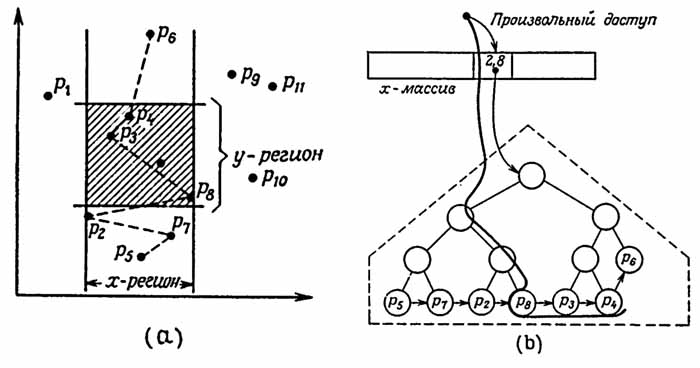 p6
p9
p11
p1
p4
p3
y-регион
p10
p8
p2
p7
p5
x-регион
(a)
Произвольный доступ
2,8
x-массив
p6
p5
p7
p2
p8
p3
p4
(b)